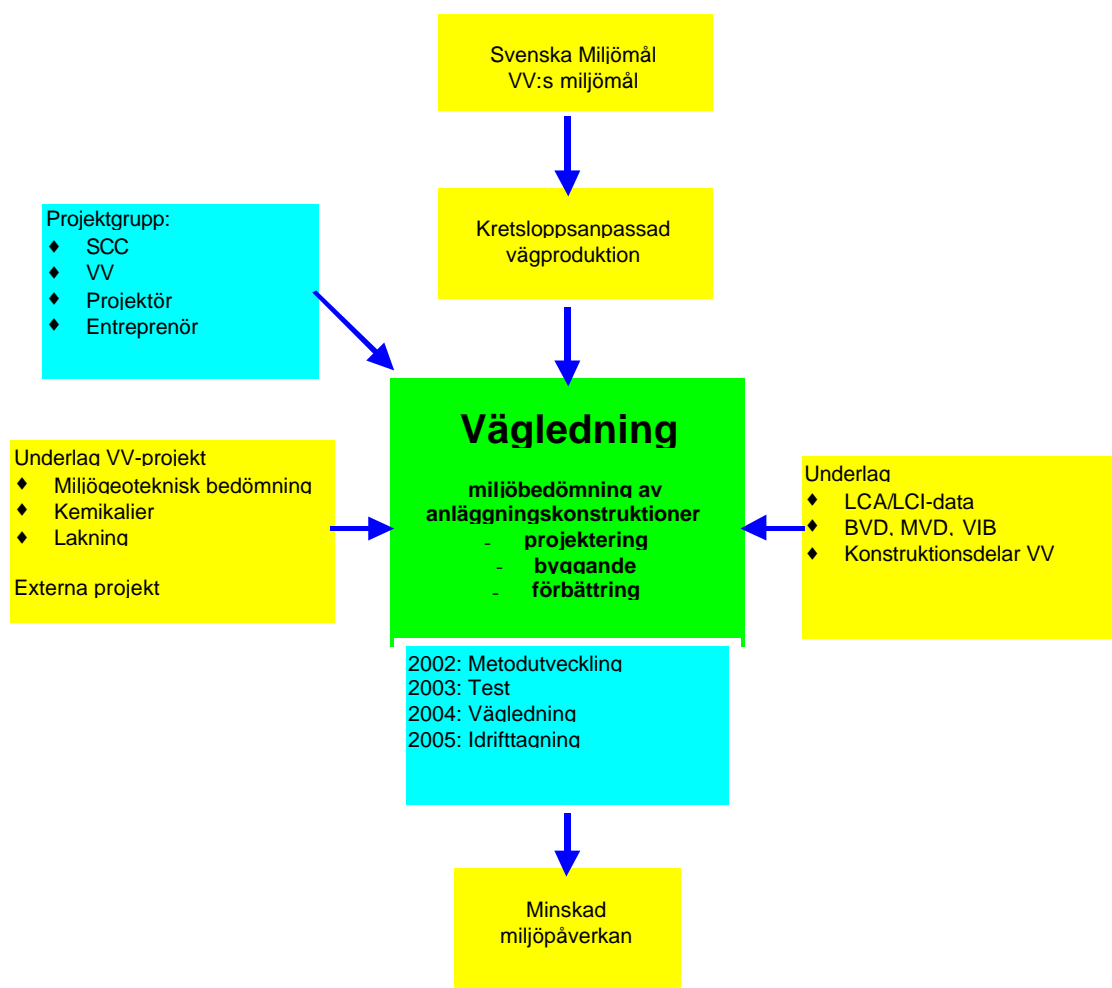 Svenska Miljömål
VV:s miljömål
Kretsloppsanpassad
vägproduktion
Projektgrupp:
♦ SCC
♦ VV
♦ Projektör
♦ Entreprenör
Vägledning
miljöbedömning av
anläggningskonstruktioner
- projektering
- byggande
- förbättring
Underlag VV-projekt
♦ Miljögeoteknisk bedömning
♦ Kemikalier
♦ Lakning
Externa projekt
Underlag
♦ LCA/LCI-data
♦ BVD, MVD, VIB
♦ Konstruktionsdelar VV
2002: Metodutveckling
2003: Test
2004: Vägledning
2005: Idrifttagning
Minskad
miljöpåverkan